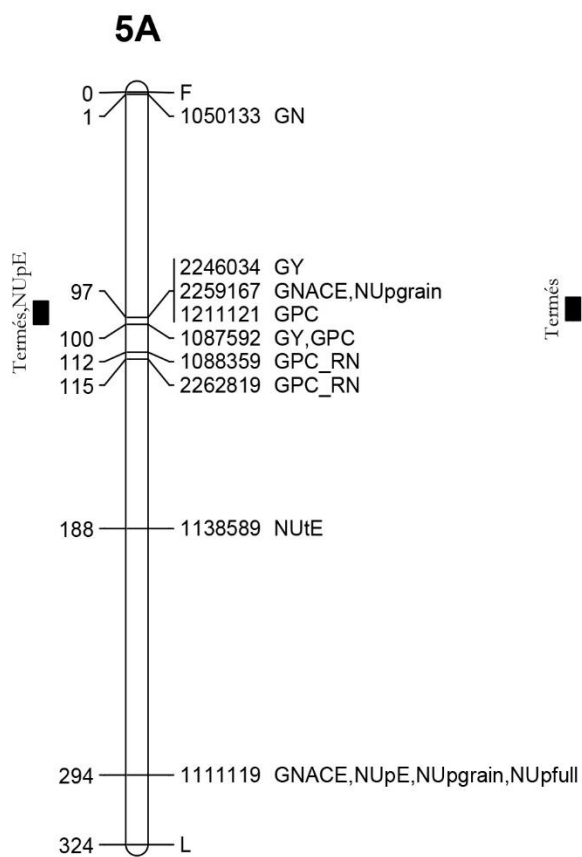 5A
0 F
1 1050133 GN
2246034 GY
97 2259167 GNACE,NUpgrain
1211121 GPC
100 1087592 GY,GPC
112 1088359 GPC_RN
115 2262819 GPC_RN
188 1138589 NUtE
294 1111119 GNACE,NUpE,NUpgrain,NUpfull
324 L
Termés,NUpE
Termés